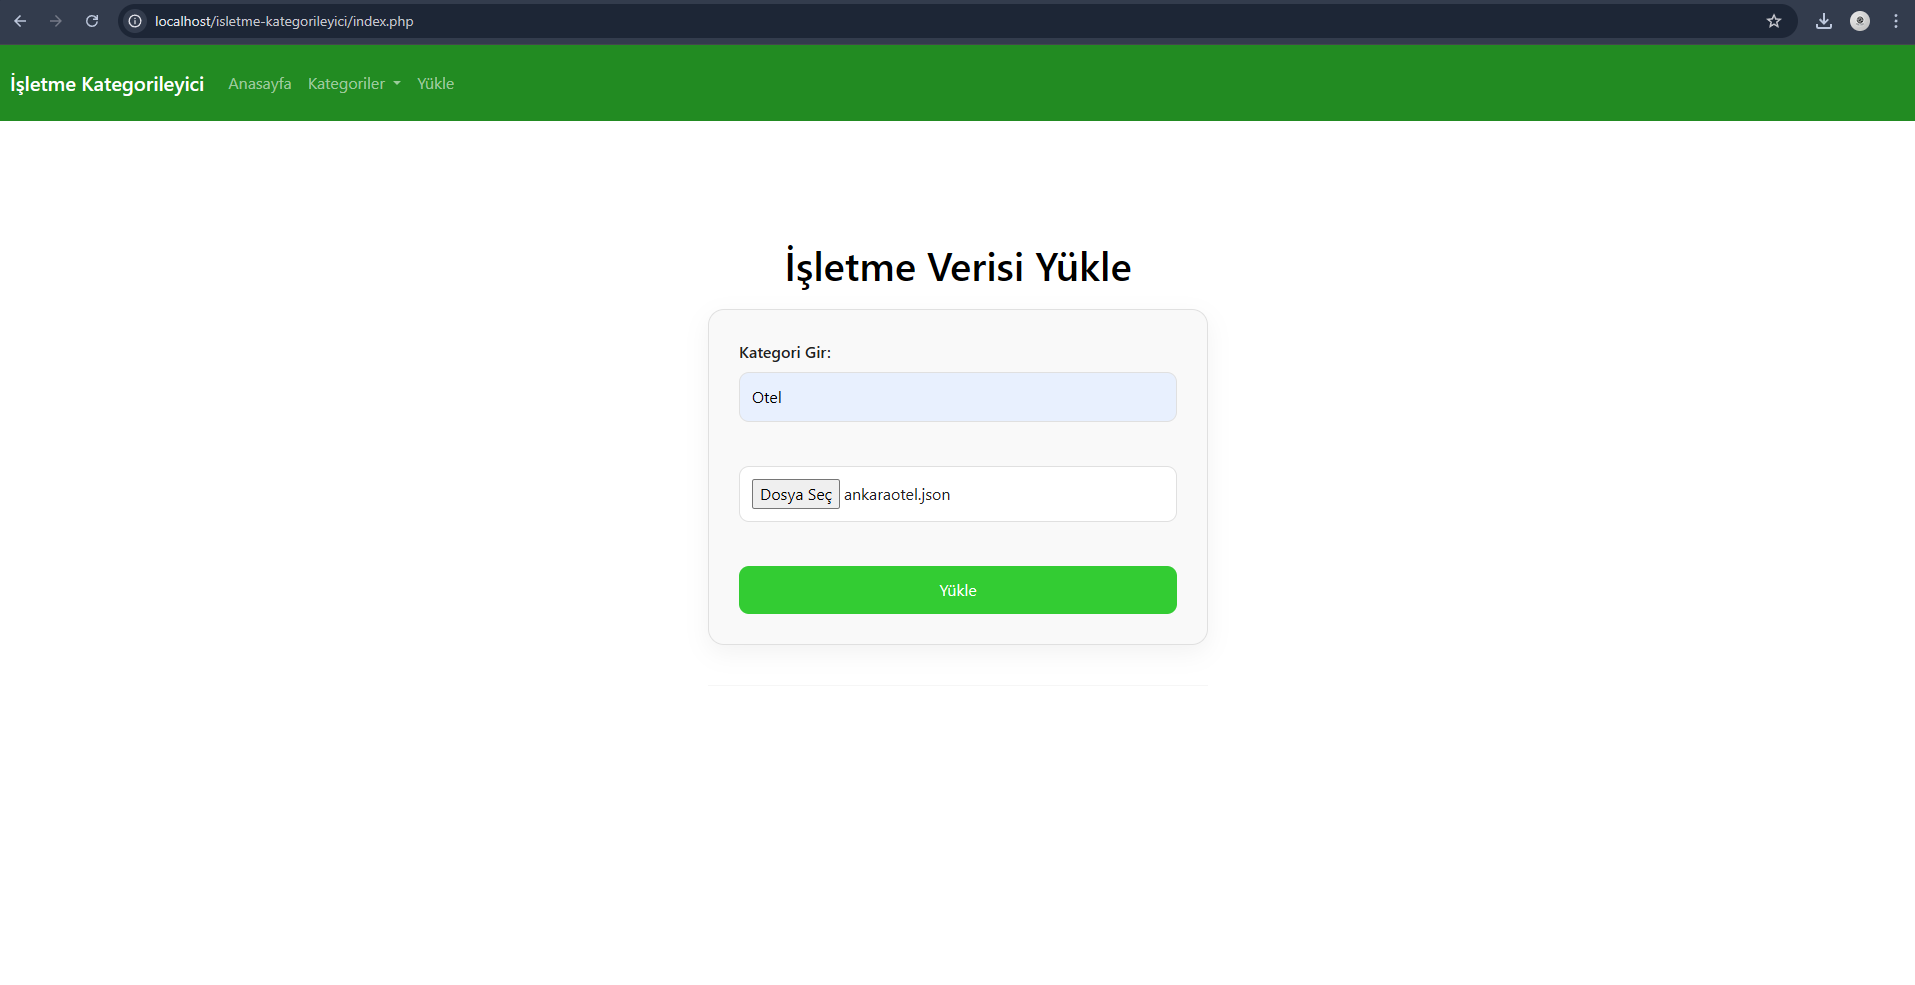 localhost/isletme-kategorileyici/index.php
İşletme Kategorileyici Anasayfa Kategoriler Yükle
İşletme Verisi Yükle
Kategori Gir:
Otel
Dosya Seç ankaraotel.json
Yükle